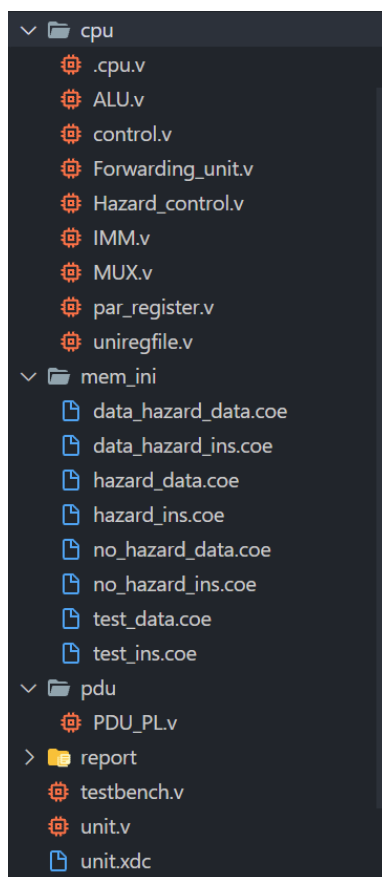 cpu
.cpu.v
ALU.v
control.v
Forwarding_unit.v
Hazard_control.v
IMM.v
MUX.v
par_register.v
uniregfile.v
mem_ini
data_hazard_data.coe
data_hazard_ins.coe
hazard_data.coe
hazard_ins.coe
no_hazard_data.coe
no_hazard_ins.coe
test_data.coe
test_ins.coe
pdu
PDU_PL.v
report
testbench.v
unit.v
unit.xdc